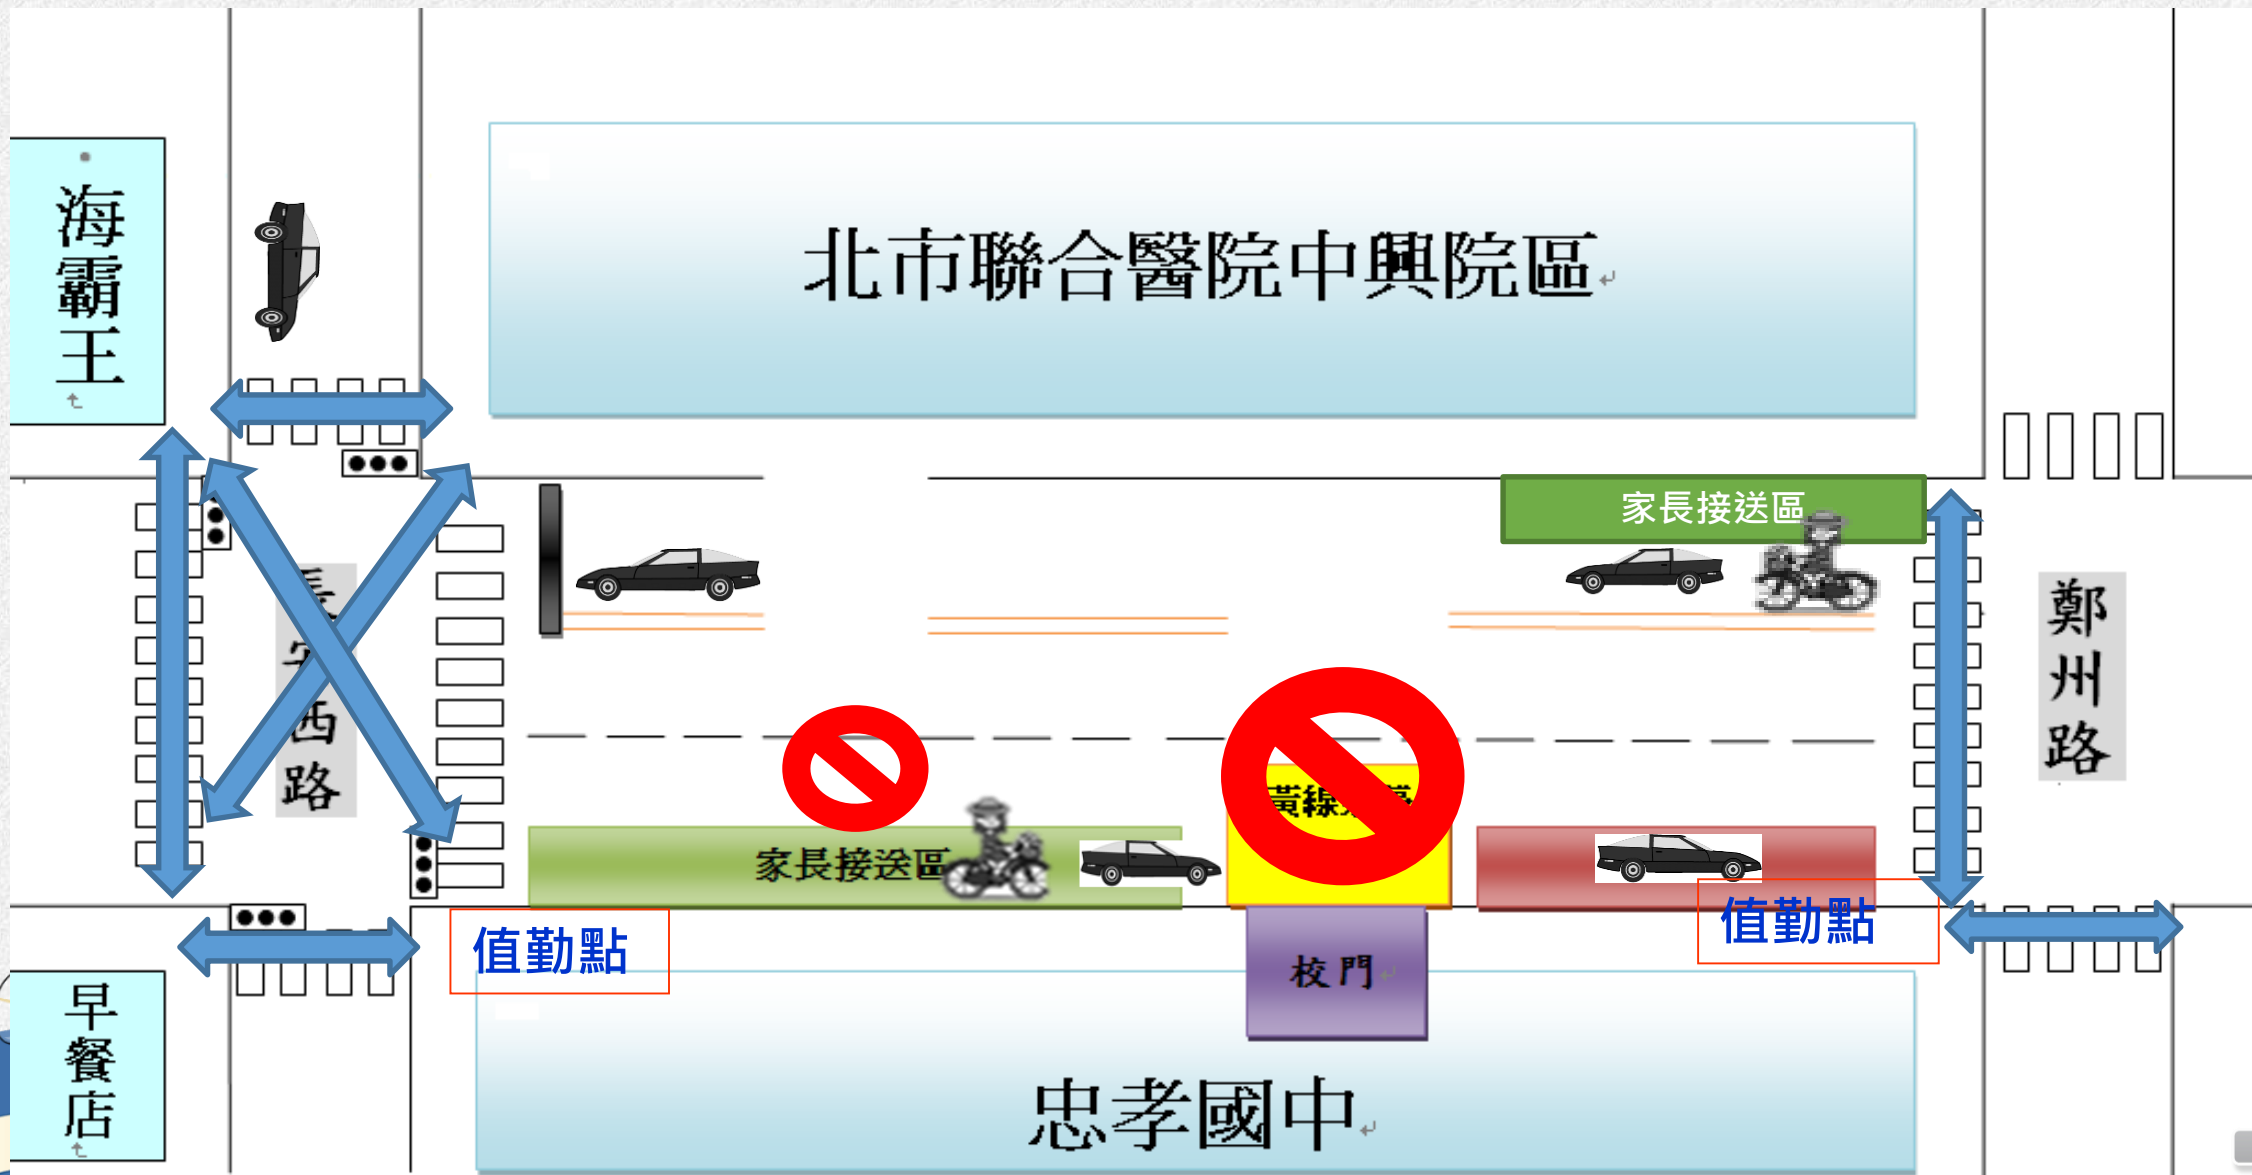 海霸王
北市聯合醫院中興院區
家長接送區
西路
鄭州路
黃線
家長接送區
值勤點
值勤點
校門
早餐店
忠孝國中